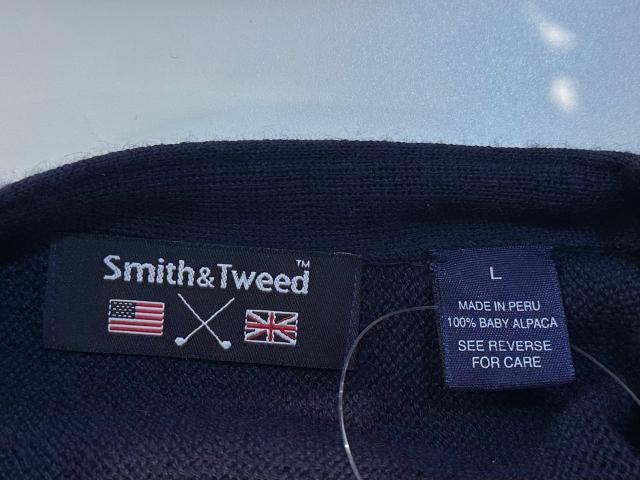 Smith&Tweed™
L
MADE IN PERU
100% BABY ALPACA
SEE REVERSE
FOR CARE